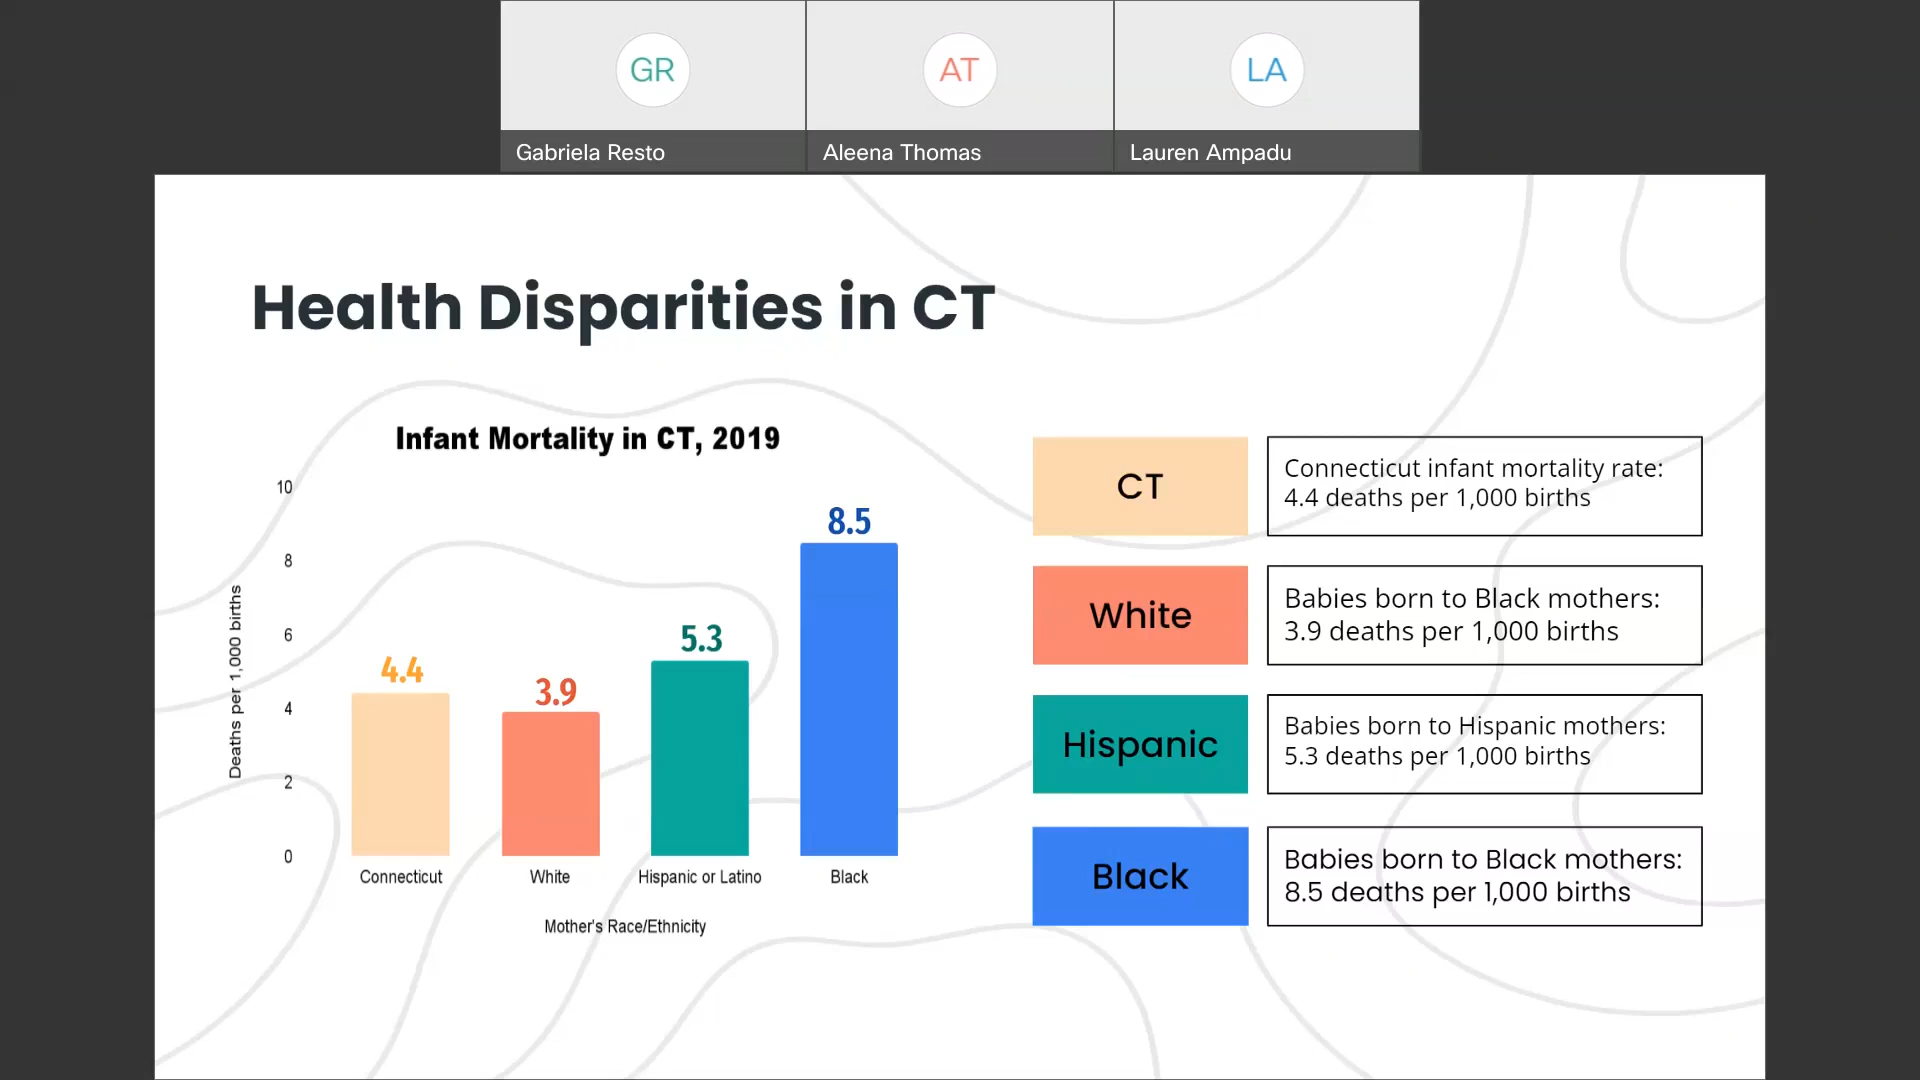 GR
AT
LA
Gabriela Resto
Aleena Thomas
Lauren Ampadu
Health Disparities in CT
Infant Mortality in CT, 2019
Deaths per 1,000 births
10
8
6
4
2
0
4.4
3.9
5.3
8.5
Connecticut
White
Hispanic or Latino
Black
Mother's Race/Ethnicity
CT
Connecticut infant mortality rate:
4.4 deaths per 1,000 births
White
Babies born to Black mothers:
3.9 deaths per 1,000 births
Hispanic
Babies born to Hispanic mothers:
5.3 deaths per 1,000 births
Black
Babies born to Black mothers:
8.5 deaths per 1,000 births